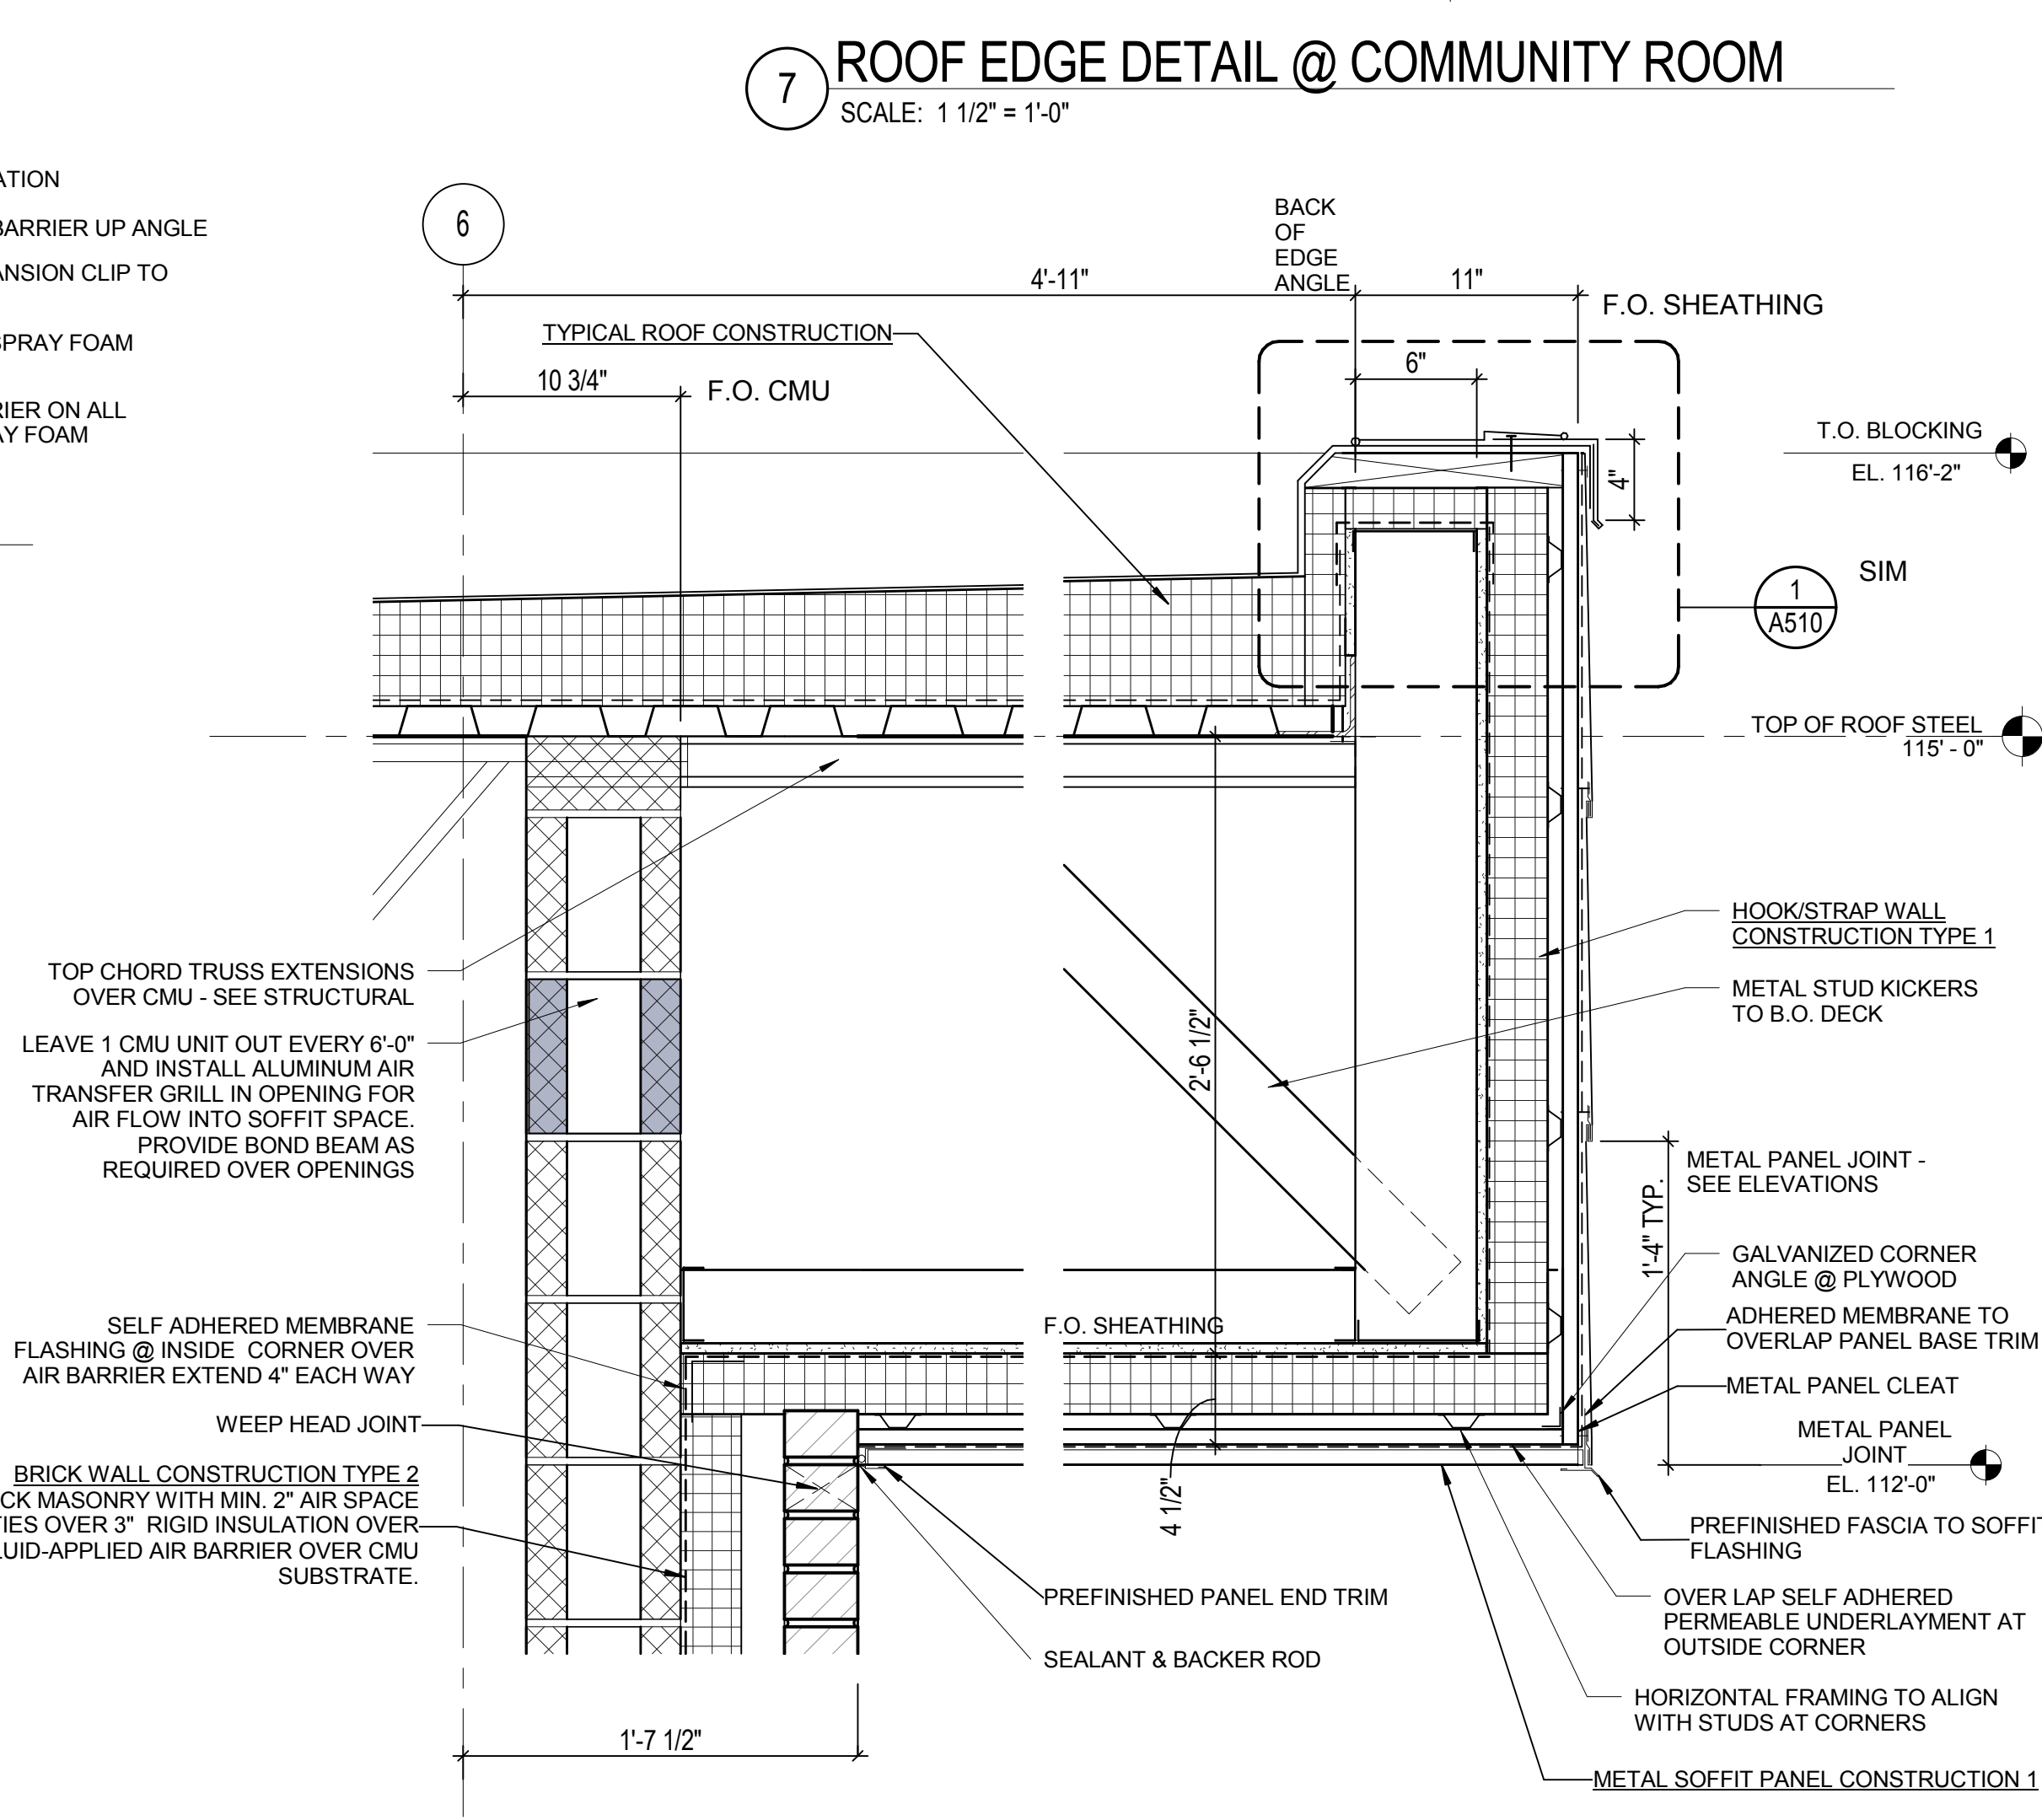 7
ROOF EDGE DETAIL @ COMMUNITY ROOM
SCALE: 1 1/2" = 1'-0"
ATION
BARRIER UP ANGLE
ANSION CLIP TO
SPRAY FOAM
RIER ON ALL
AY FOAM
6
BACK
OF
EDGE
ANGLE
4'-11"
11"
F.O. SHEATHING
TYPICAL ROOF CONSTRUCTION
10 3/4"
F.O. CMU
6"
4"
T.O. BLOCKING
EL. 116'-2"
SIM
1
A510
TOP OF ROOF STEEL
115' - 0"
TOP CHORD TRUSS EXTENSIONS
OVER CMU - SEE STRUCTURAL
LEAVE 1 CMU UNIT OUT EVERY 6'-0"
AND INSTALL ALUMINUM AIR
TRANSFER GRILL IN OPENING FOR
AIR FLOW INTO SOFFIT SPACE.
PROVIDE BOND BEAM AS
REQUIRED OVER OPENINGS
HOOK/STRAP WALL
CONSTRUCTION TYPE 1
METAL STUD KICKERS
TO B.O. DECK
2'-6 1/2"
METAL PANEL JOINT -
SEE ELEVATIONS
1'-4" TYP.
GALVANIZED CORNER
ANGLE @ PLYWOOD
ADHERED MEMBRANE TO
OVERLAP PANEL BASE TRIM
METAL PANEL CLEAT
METAL PANEL
JOINT
EL. 112'-0"
SELF ADHERED MEMBRANE
FLASHING @ INSIDE CORNER OVER
AIR BARRIER EXTEND 4" EACH WAY
F.O. SHEATHING
WEEP HEAD JOINT
BRICK WALL CONSTRUCTION TYPE 2
CK MASONRY WITH MIN. 2" AIR SPACE
TIES OVER 3" RIGID INSULATION OVER
LUID-APPLIED AIR BARRIER OVER CMU
SUBSTRATE.
4 1/2"
PREFINISHED PANEL END TRIM
SEALANT & BACKER ROD
PREFINISHED FASCIA TO SOFFIT
FLASHING
OVER LAP SELF ADHERED
PERMEABLE UNDERLAYMENT AT
OUTSIDE CORNER
HORIZONTAL FRAMING TO ALIGN
WITH STUDS AT CORNERS
1'-7 1/2"
METAL SOFFIT PANEL CONSTRUCTION 1